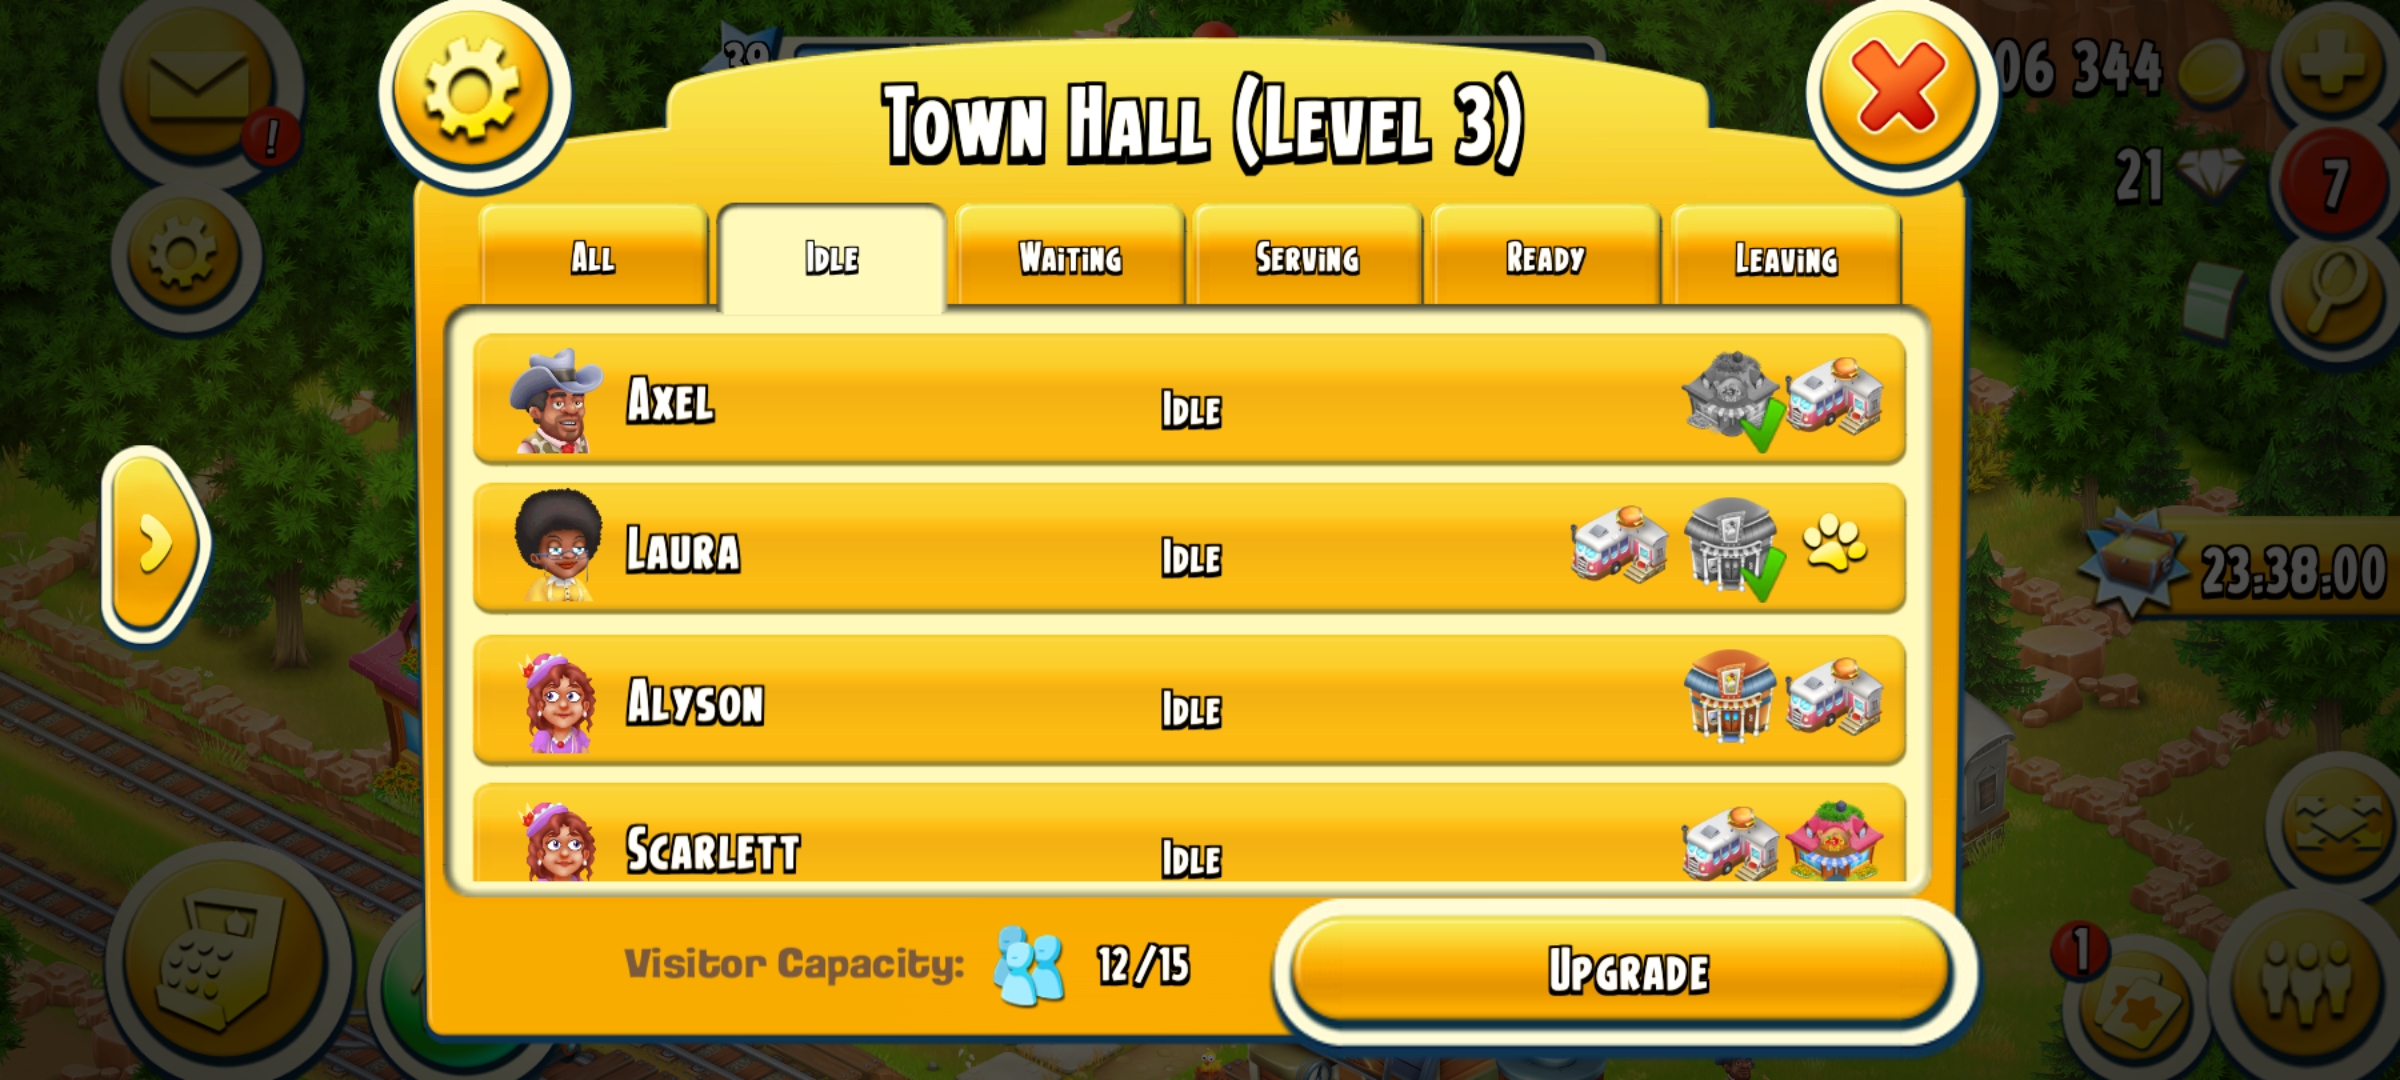 39
Town Hall (Level 3)
06 344
!
21
7
All
Idle
Waiting
Serving
Ready
Leaving
Axel
Idle
Laura
Idle
23:38:00
Alyson
Idle
Scarlett
Idle
Visitor Capacity:
12/15
Upgrade
1